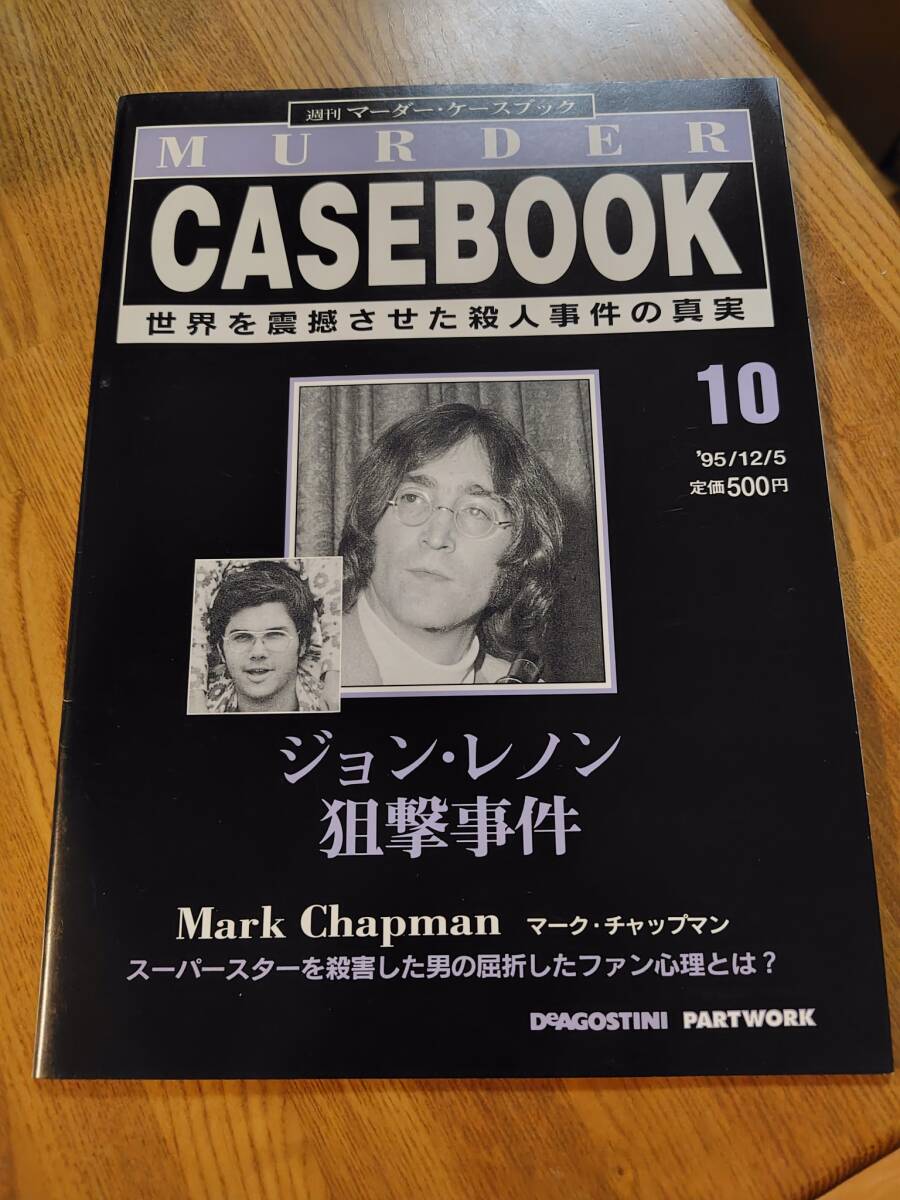 週刊 マーダー・ケースブック
MURDER
CASEBOOK
世界を震撼させた殺人事件の真実
10
'95/12/5
定価500円
ジョン・レノン
狙撃事件
Mark Chapman マーク・チャップマン
スーパースターを殺害した男の屈折したファン心理とは?
DeAGOSTINI PARTWORK